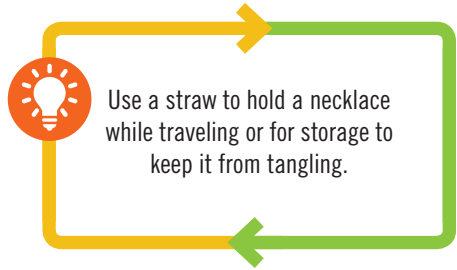 Use a straw to hold a necklace
while traveling or for storage to
keep it from tangling.